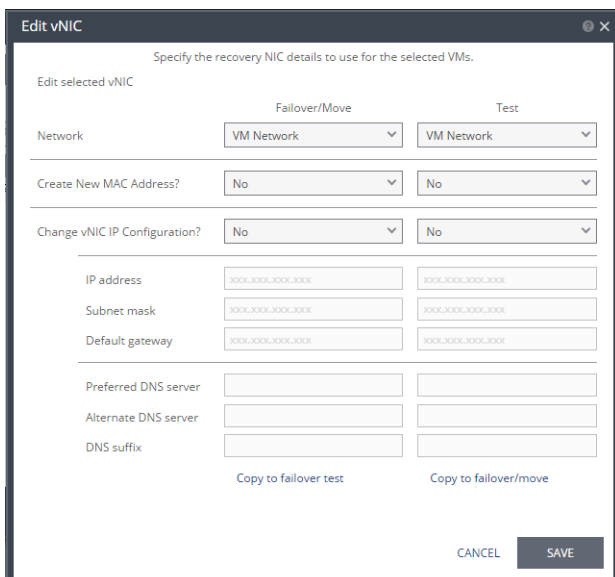 Edit vNIC
Specify the recovery NIC details to use for the selected VMs.
Edit selected vNIC
Failover/Move Test
Network VM Network VM Network
Create New MAC Address? No No
Change vNIC IP Configuration? No No
IP address xxx.xxx.xxx.xxx xxx.xxx.xxx.xxx
Subnet mask xxx.xxx.xxx.xxx xxx.xxx.xxx.xxx
Default gateway xxx.xxx.xxx.xxx xxx.xxx.xxx.xxx
Preferred DNS server
Alternate DNS server
DNS suffix
Copy to failover test Copy to failover/move
CANCEL SAVE